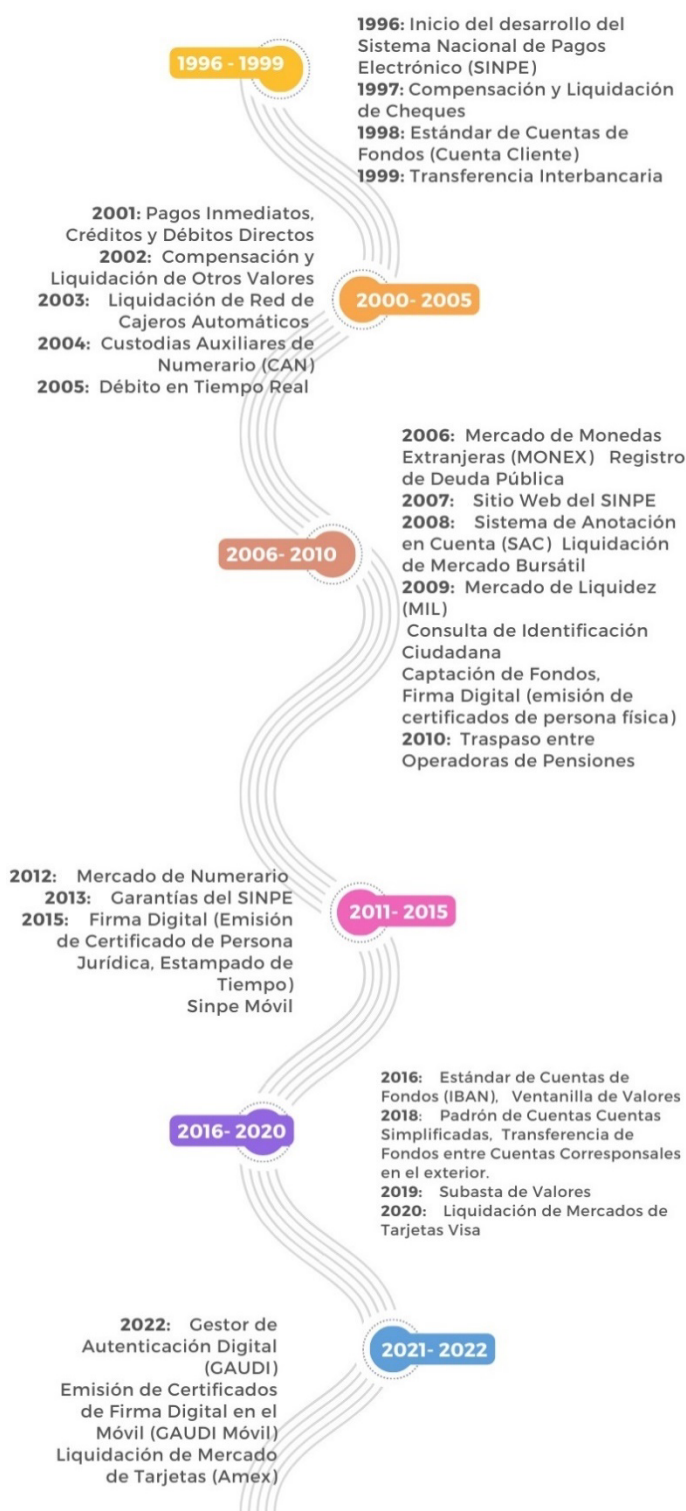 1996 - 1999
1996: Inicio del desarrollo del
Sistema Nacional de Pagos
Electrónico (SINPE)
1997: Compensación y Liquidación
de Cheques
1998: Estándar de Cuentas de
Fondos (Cuenta Cliente)
1999: Transferencia Interbancaria
2000- 2005
2001: Pagos Inmediatos,
Créditos y Débitos Directos
2002: Compensación y
Liquidación de Otros Valores
2003: Liquidación de Red de
Cajeros Automáticos
2004: Custodias Auxiliares de
Numerario (CAN)
2005: Débito en Tiempo Real
2006- 2010
2006: Mercado de Monedas
Extranjeras (MONEX) Registro
de Deuda Pública
2007: Sitio Web del SINPE
2008: Sistema de Anotación
en Cuenta (SAC) Liquidación
de Mercado Bursátil
2009: Mercado de Liquidez
(MIL)
Consulta de Identificación
Ciudadana
Captación de Fondos,
Firma Digital (emisión de
certificados de persona física)
2010: Traspaso entre
Operadoras de Pensiones
2011- 2015
2012: Mercado de Numerario
2013: Garantías del SINPE
2015: Firma Digital (Emisión
de Certificado de Persona
Jurídica, Estampado de
Tiempo)
Sinpe Móvil
2016- 2020
2016: Estándar de Cuentas de
Fondos (IBAN), Ventanilla de Valores
2018: Padrón de Cuentas Cuentas
Simplificadas, Transferencia de
Fondos entre Cuentas Corresponsales
en el exterior.
2019: Subasta de Valores
2020: Liquidación de Mercados de
Tarjetas Visa
2021- 2022
2022: Gestor de
Autenticación Digital
(GAUDI)
Emisión de Certificados
de Firma Digital en el
Móvil (GAUDI Móvil)
Liquidación de Mercado
de Tarjetas (Amex)